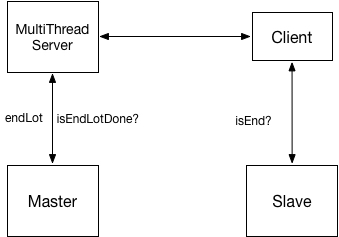 MultiThread
Server
Client
endLot
isEndLotDone?
isEnd?
Master
Slave